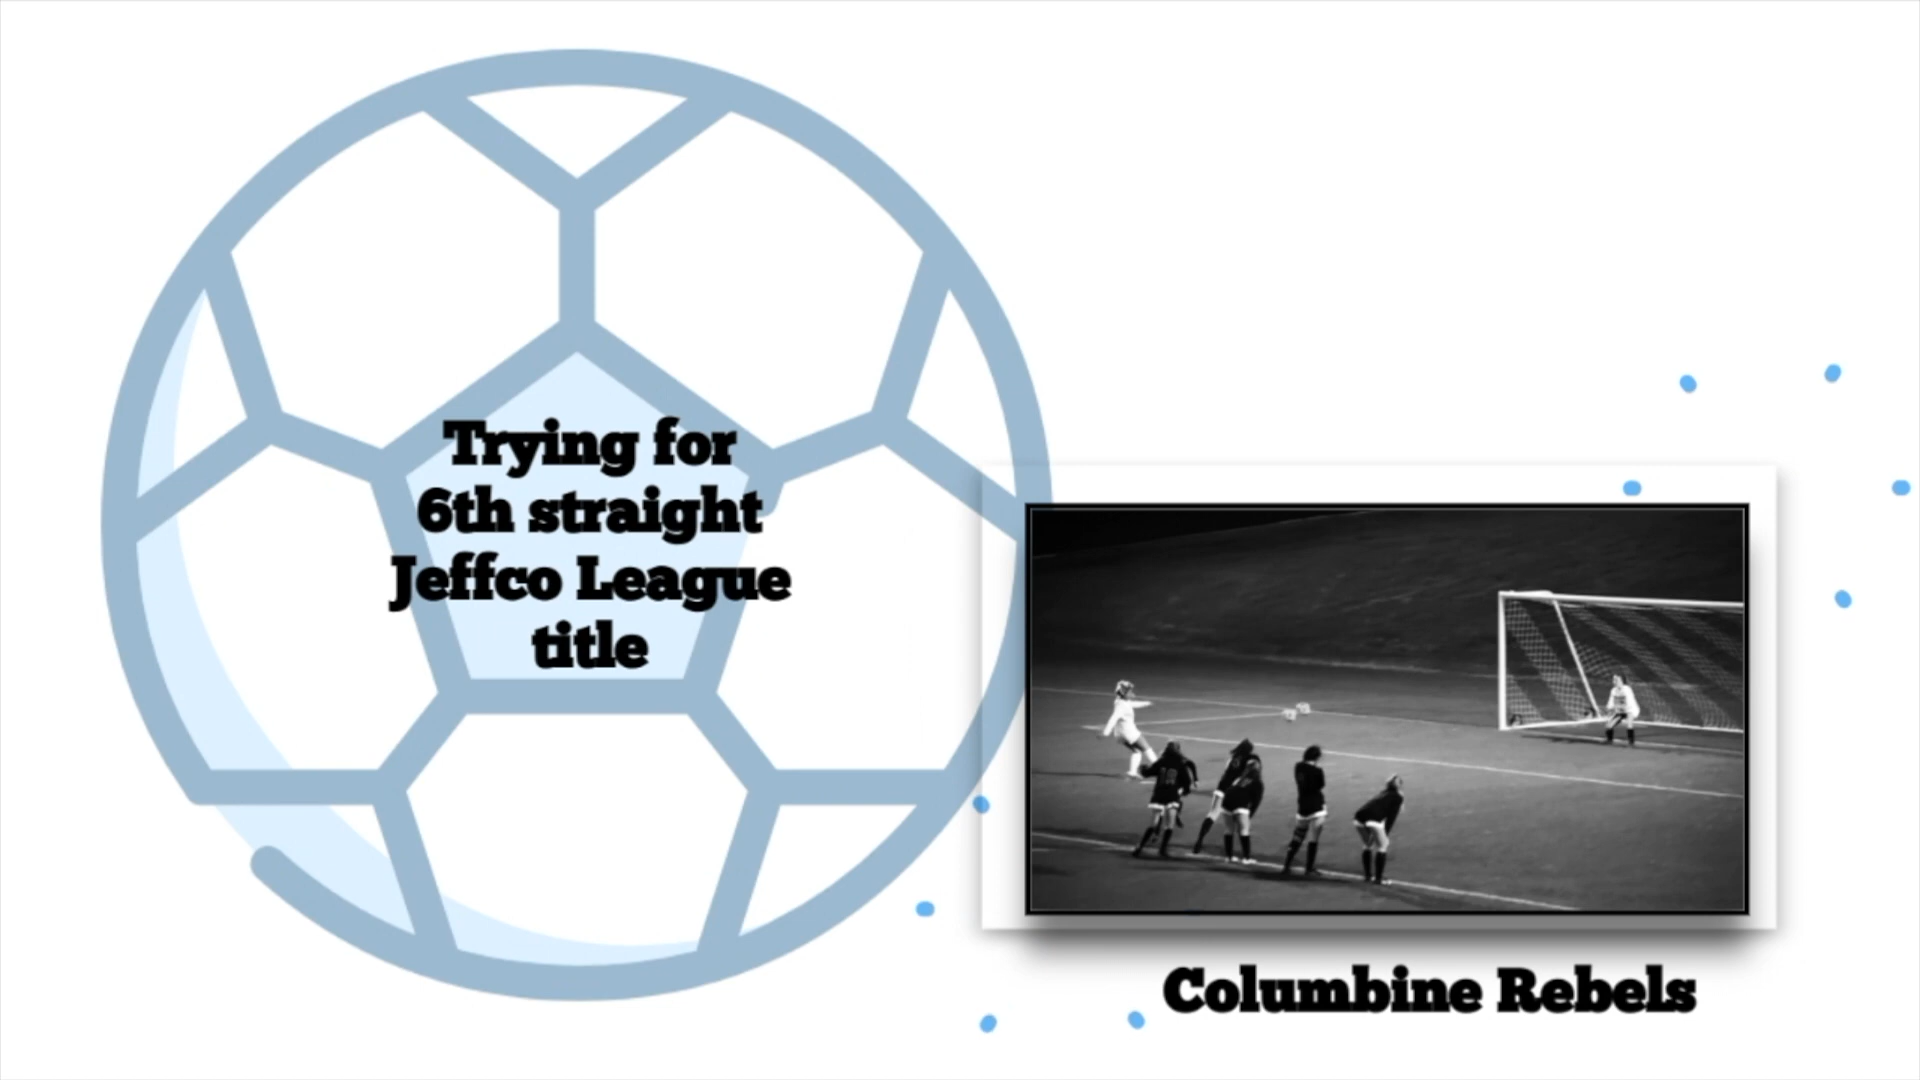 Trying for
6th straight
Jeffco League
title
Columbine Rebels